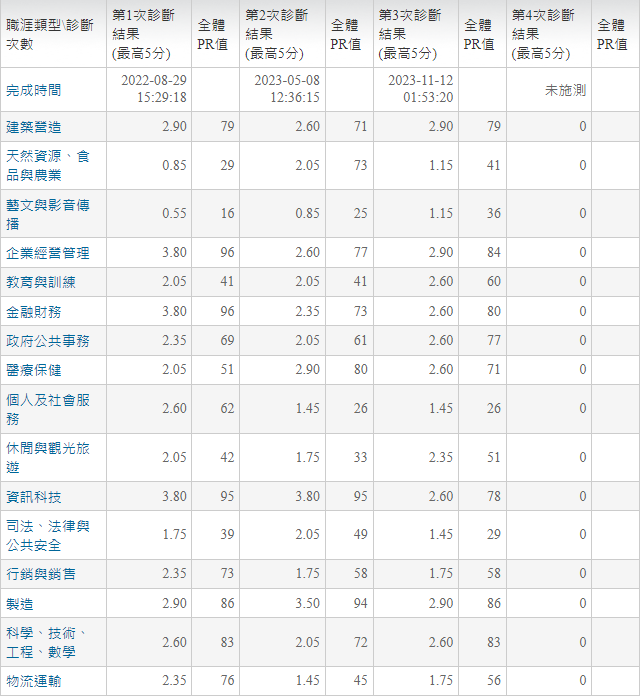 職涯類型\診斷次數 第1次診斷結果(最高5分) 全體PR值 第2次診斷結果(最高5分) 全體PR值 第3次診斷結果(最高5分) 全體PR值 第4次診斷結果(最高5分) 全體PR值
完成時間 2022-08-29 15:29:18 2023-05-08 12:36:15 2023-11-12 01:53:20 未施測
建築營造 2.90 79 2.60 71 2.90 79 0
天然資源、食品與農業 0.85 29 2.05 73 1.15 41 0
藝文與影音傳播 0.55 16 0.85 25 1.15 36 0
企業經營管理 3.80 96 2.60 77 2.90 84 0
教育與訓練 2.05 41 2.05 41 2.60 60 0
金融財務 3.80 96 2.35 73 2.60 80 0
政府公共事務 2.35 69 2.05 61 2.60 77 0
醫療保健 2.05 51 2.90 80 2.60 71 0
個人及社會服務 2.60 62 1.45 26 1.45 26 0
休閒與觀光旅遊 2.05 42 1.75 33 2.35 51 0
資訊科技 3.80 95 3.80 95 2.60 78 0
司法、法律與公共安全 1.75 39 2.05 49 1.45 29 0
行銷與銷售 2.35 73 1.75 58 1.75 58 0
製造 2.90 86 3.50 94 2.90 86 0
科學、技術、工程、數學 2.60 83 2.05 72 2.60 83 0
物流運輸 2.35 76 1.45 45 1.75 56 0